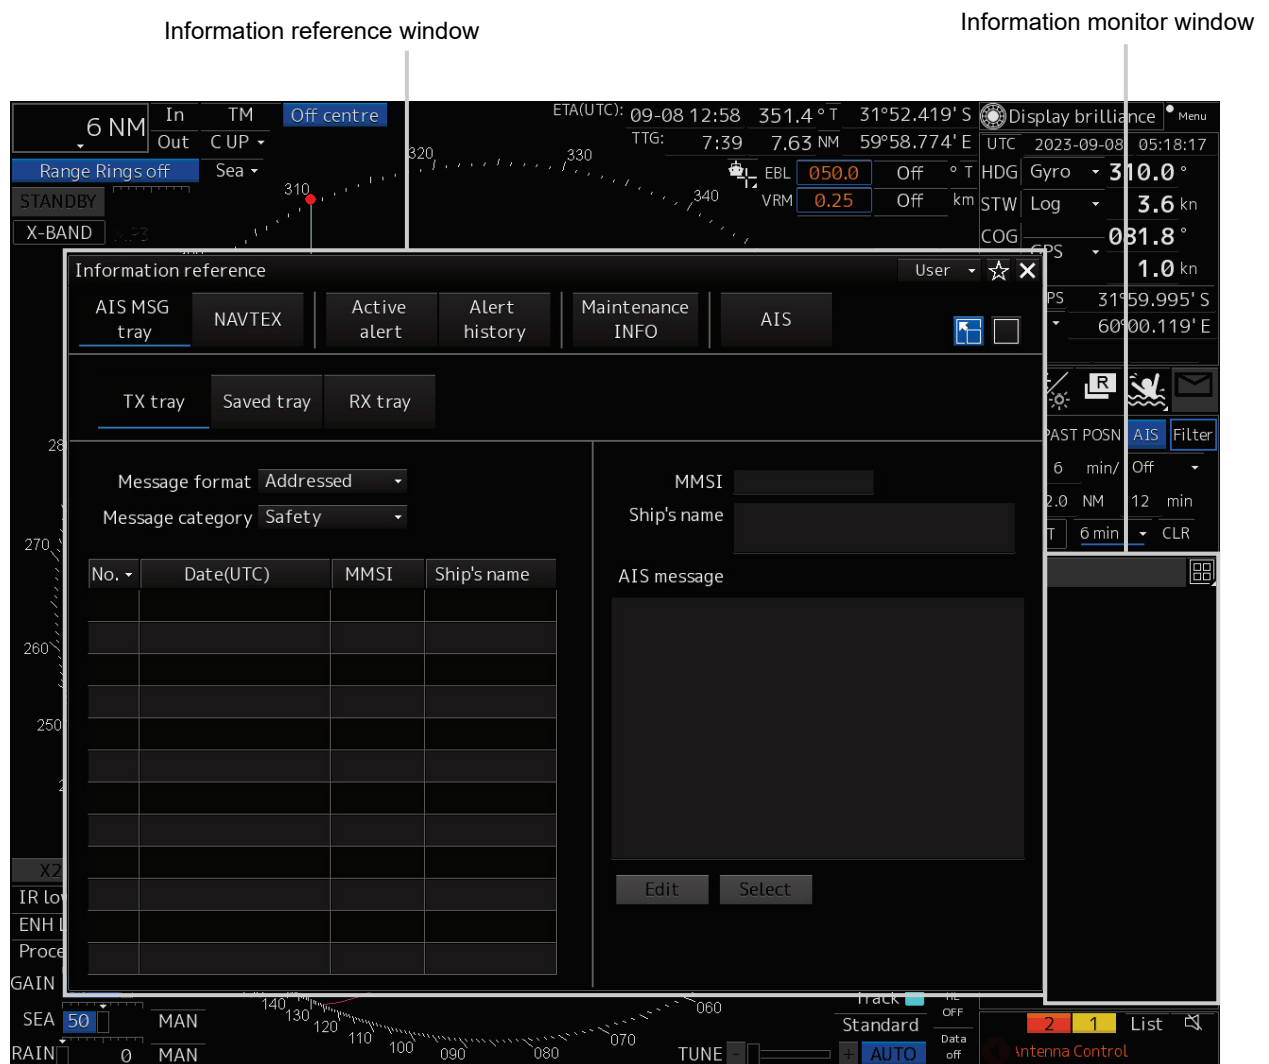 Information reference window
Information monitor window
6 NM
In
TM
Off centre
Out
C UP
Range Rings off
Sea
STANDBY
X-BAND
ETA(UTC): 09-08 12:58 351.4 ° T 31°52.419' S
TTG: 7:39 7.63 NM 59°58.774' E
EBL 050.0 Off ° T
VRM 0.25 Off km
310
320
330
340
Display brilliance
Menu
UTC 2023-09-08 05:18:17
HDG Gyro 310.0 °
STW Log 3.6 kn
COG 081.8 °
1.0 kn
31°59.995' S
60°00.119' E
R
PAST POSN AIS Filter
6 min/ Off
2.0 NM 12 min
6 min CLR
Information reference
User
AIS MSG tray
NAVTEX
Active alert
Alert history
Maintenance INFO
AIS
TX tray
Saved tray
RX tray
Message format Addressed
Message category Safety
No. Date(UTC) MMSI Ship's name
MMSI
Ship's name
AIS message
Edit
Select
270
260
250
X2
GAIN
SEA 50 MAN
RAIN 0 MAN
140
130
120
110
100
090
080
070
060
Track
OFF
Standard
Data off
TUNE - + AUTO
2 1 List
Antenna Control